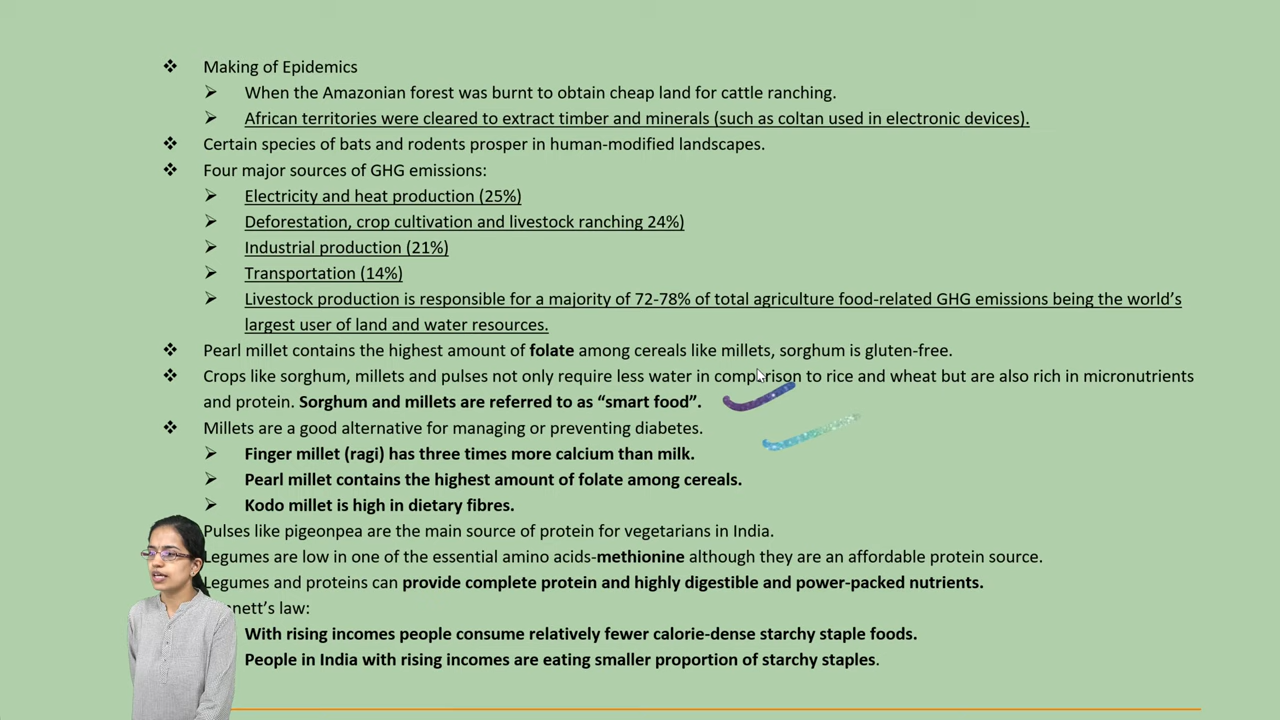 ❖ Making of Epidemics
➢ When the Amazonian forest was burnt to obtain cheap land for cattle ranching.
➢ African territories were cleared to extract timber and minerals (such as coltan used in electronic devices).
❖ Certain species of bats and rodents prosper in human-modified landscapes.
❖ Four major sources of GHG emissions:
➢ Electricity and heat production (25%)
➢ Deforestation, crop cultivation and livestock ranching 24%)
➢ Industrial production (21%)
➢ Transportation (14%)
➢ Livestock production is responsible for a majority of 72-78% of total agriculture food-related GHG emissions being the world's
largest user of land and water resources.
❖ Pearl millet contains the highest amount of folate among cereals like millets, sorghum is gluten-free.
❖ Crops like sorghum, millets and pulses not only require less water in comparison to rice and wheat but are also rich in micronutrients
and protein. Sorghum and millets are referred to as “smart food”.
❖ Millets are a good alternative for managing or preventing diabetes.
➢ Finger millet (ragi) has three times more calcium than milk.
➢ Pearl millet contains the highest amount of folate among cereals.
➢ Kodo millet is high in dietary fibres.
Pulses like pigeonpea are the main source of protein for vegetarians in India.
Legumes are low in one of the essential amino acids-methionine although they are an affordable protein source.
Legumes and proteins can provide complete protein and highly digestible and power-packed nutrients.
law:
With rising incomes people consume relatively fewer calorie-dense starchy staple foods.
People in India with rising incomes are eating smaller proportion of starchy staples.